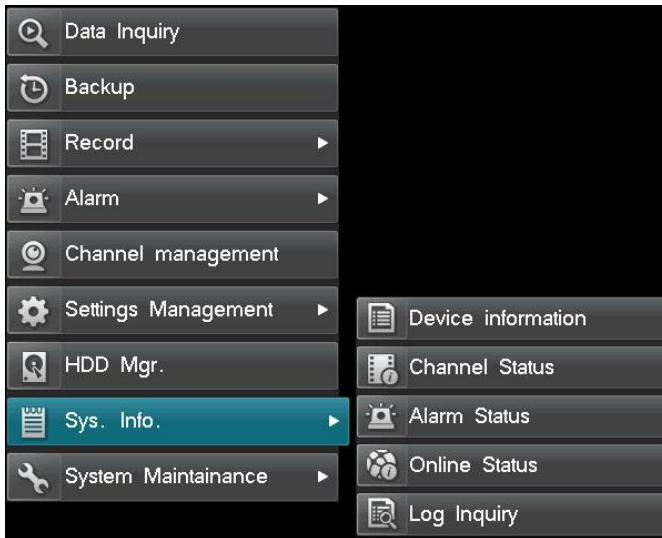 Data Inquiry
Backup
Record
Alarm
Channel management
Settings Management
HDD Mgr.
Sys. Info.
System Maintainance
Device information
Channel Status
Alarm Status
Online Status
Log Inquiry